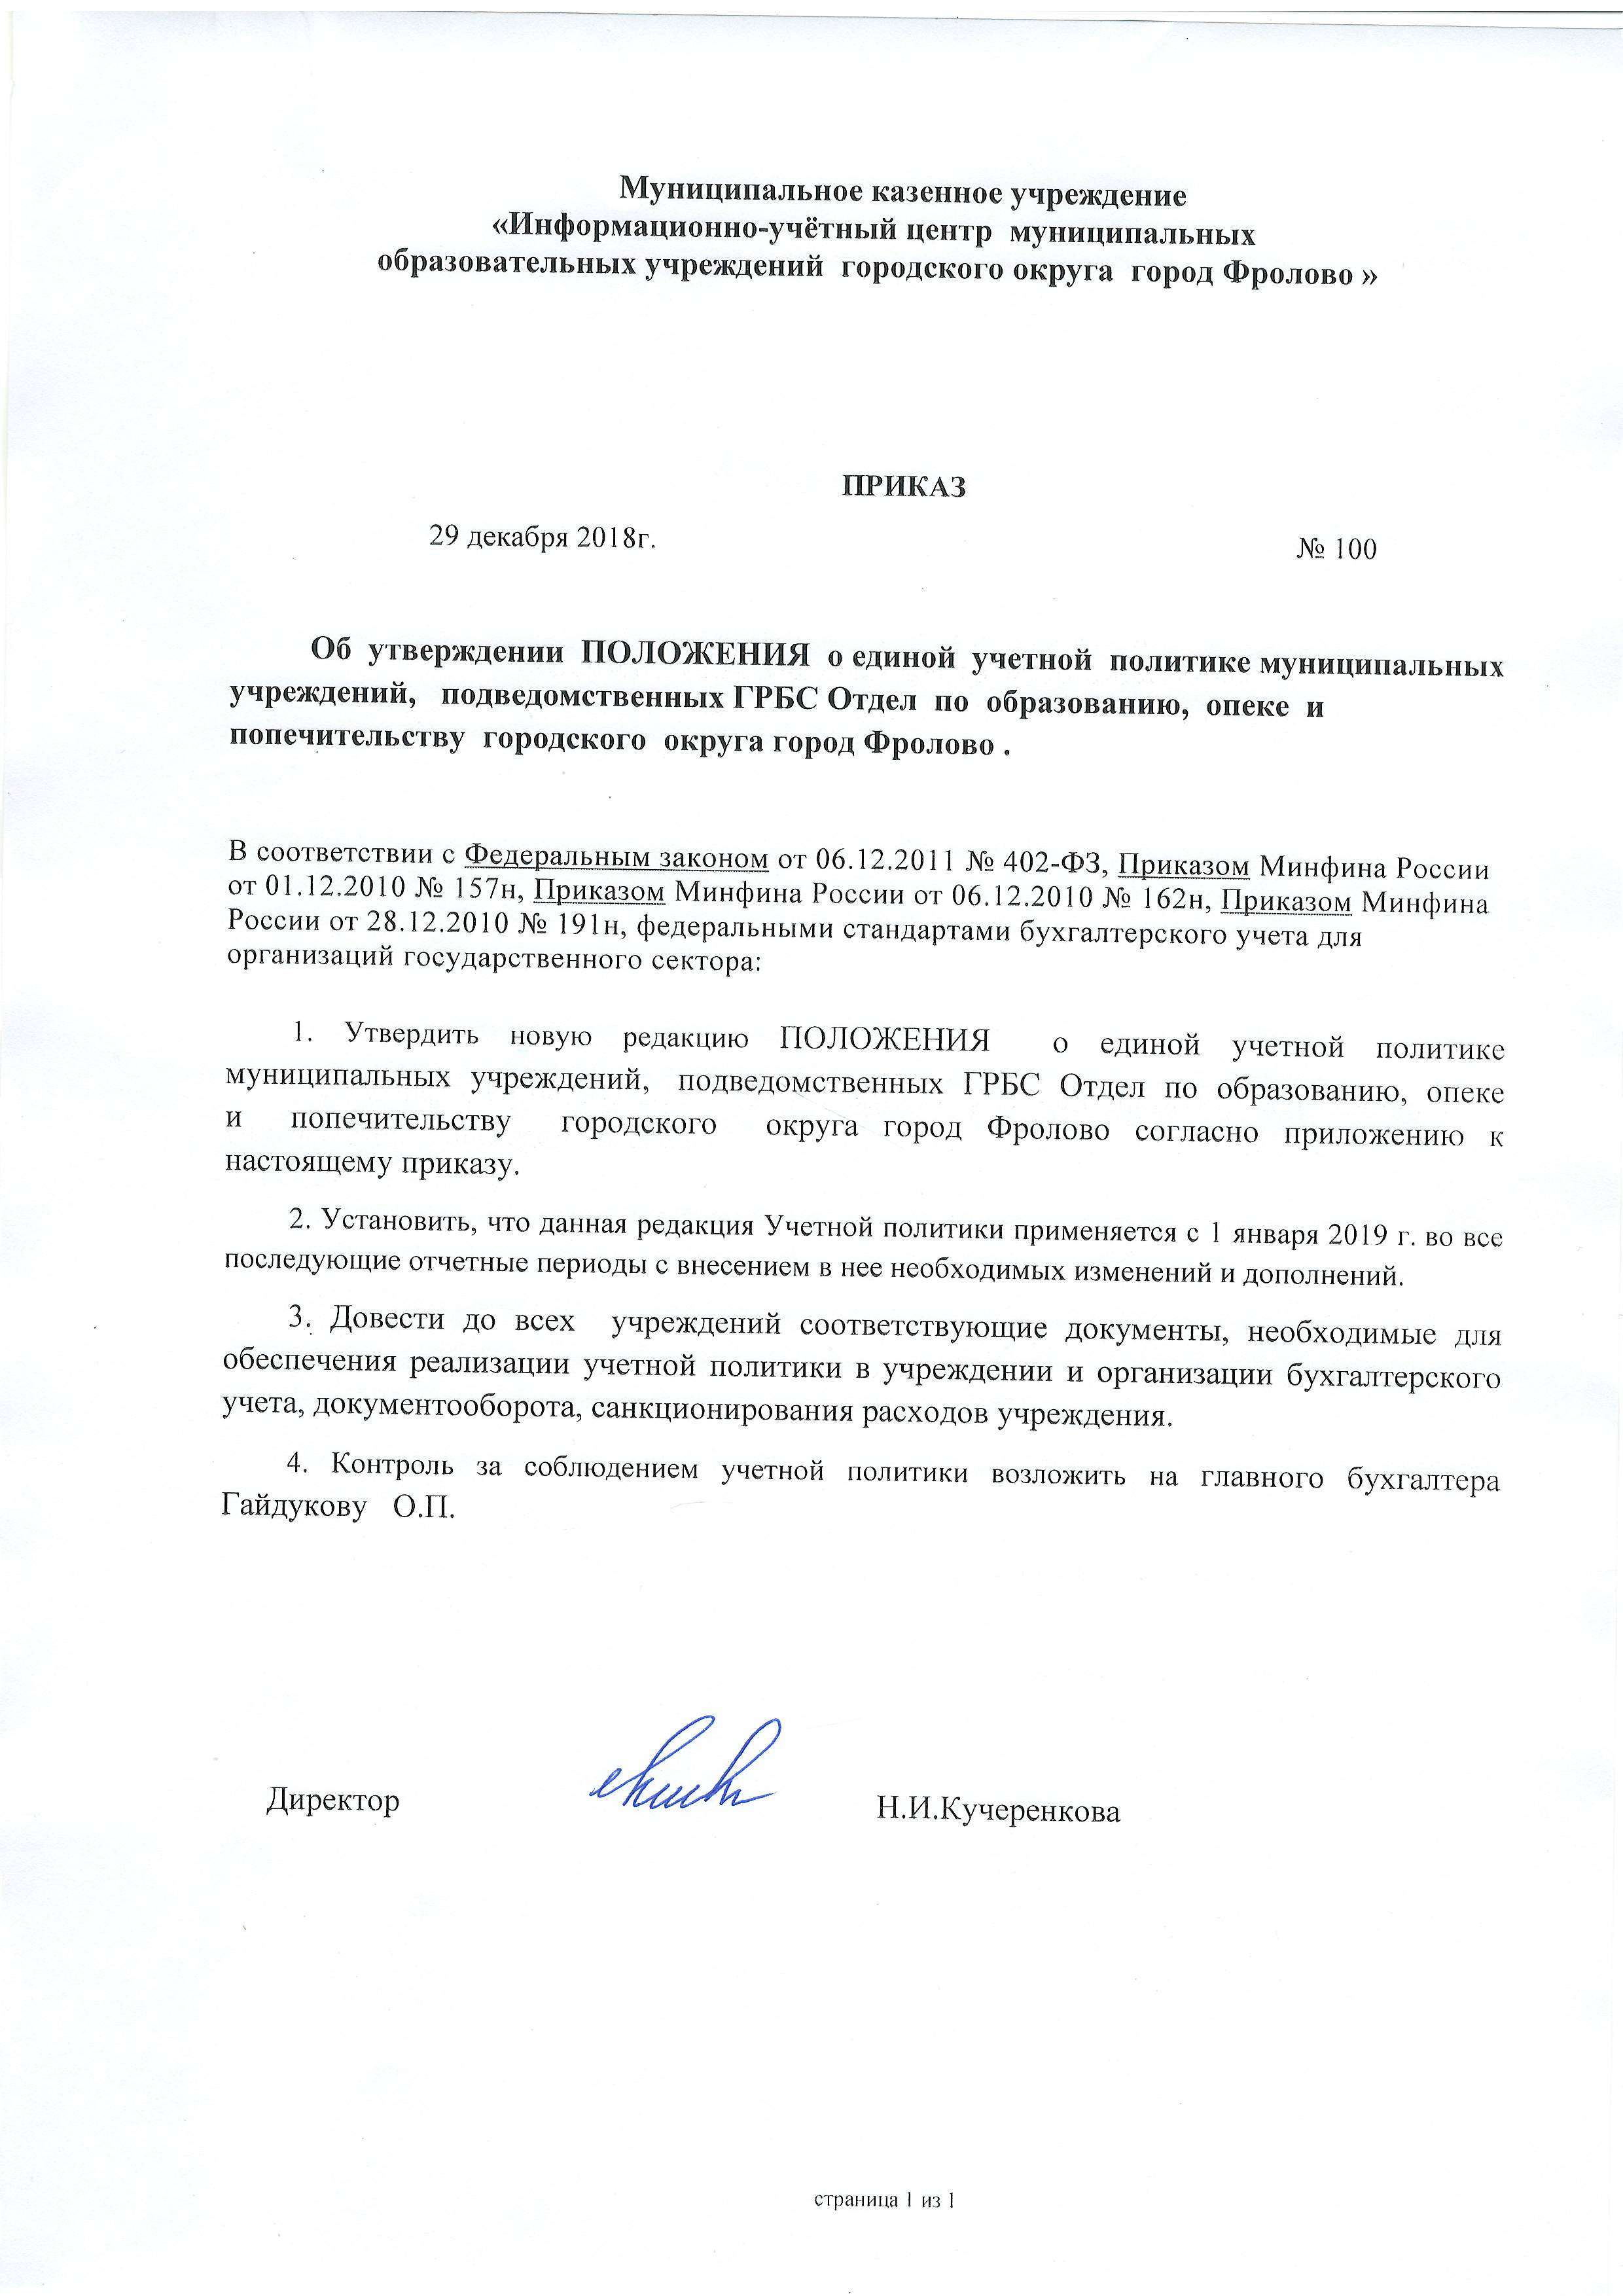 Муниципальное казенное учреждение
«Информационно-учётный центр муниципальных
образовательных учреждений городского округа город Фролово »
ПРИКАЗ
29 декабря 2018г.
№ 100
Об утверждении ПОЛОЖЕНИЯ о единой учетной политике муниципальных
учреждений, подведомственных ГРБС Отдел по образованию, опеке и
попечительству городского округа город Фролово .
В соответствии с Федеральным законом от 06.12.2011 № 402-ФЗ, Приказом Минфина России
от 01.12.2010 № 157н, Приказом Минфина России от 06.12.2010 № 162н, Приказом Минфина
России от 28.12.2010 № 191н, федеральными стандартами бухгалтерского учета для
организаций государственного сектора:
1. Утвердить новую редакцию ПОЛОЖЕНИЯ о единой учетной политике
муниципальных учреждений, подведомственных ГРБС Отдел по образованию, опеке
и попечительству городского округа город Фролово согласно приложению к
настоящему приказу.
2. Установить, что данная редакция Учетной политики применяется с 1 января 2019 г. во все
последующие отчетные периоды с внесением в нее необходимых изменений и дополнений.
3. Довести до всех учреждений соответствующие документы, необходимые для
обеспечения реализации учетной политики в учреждении и организации бухгалтерского
учета, документооборота, санкционирования расходов учреждения.
4. Контроль за соблюдением учетной политики возложить на главного бухгалтера
Гайдукову О.П.
Директор
Н.И.Кучеренкова
страница 1 из 1